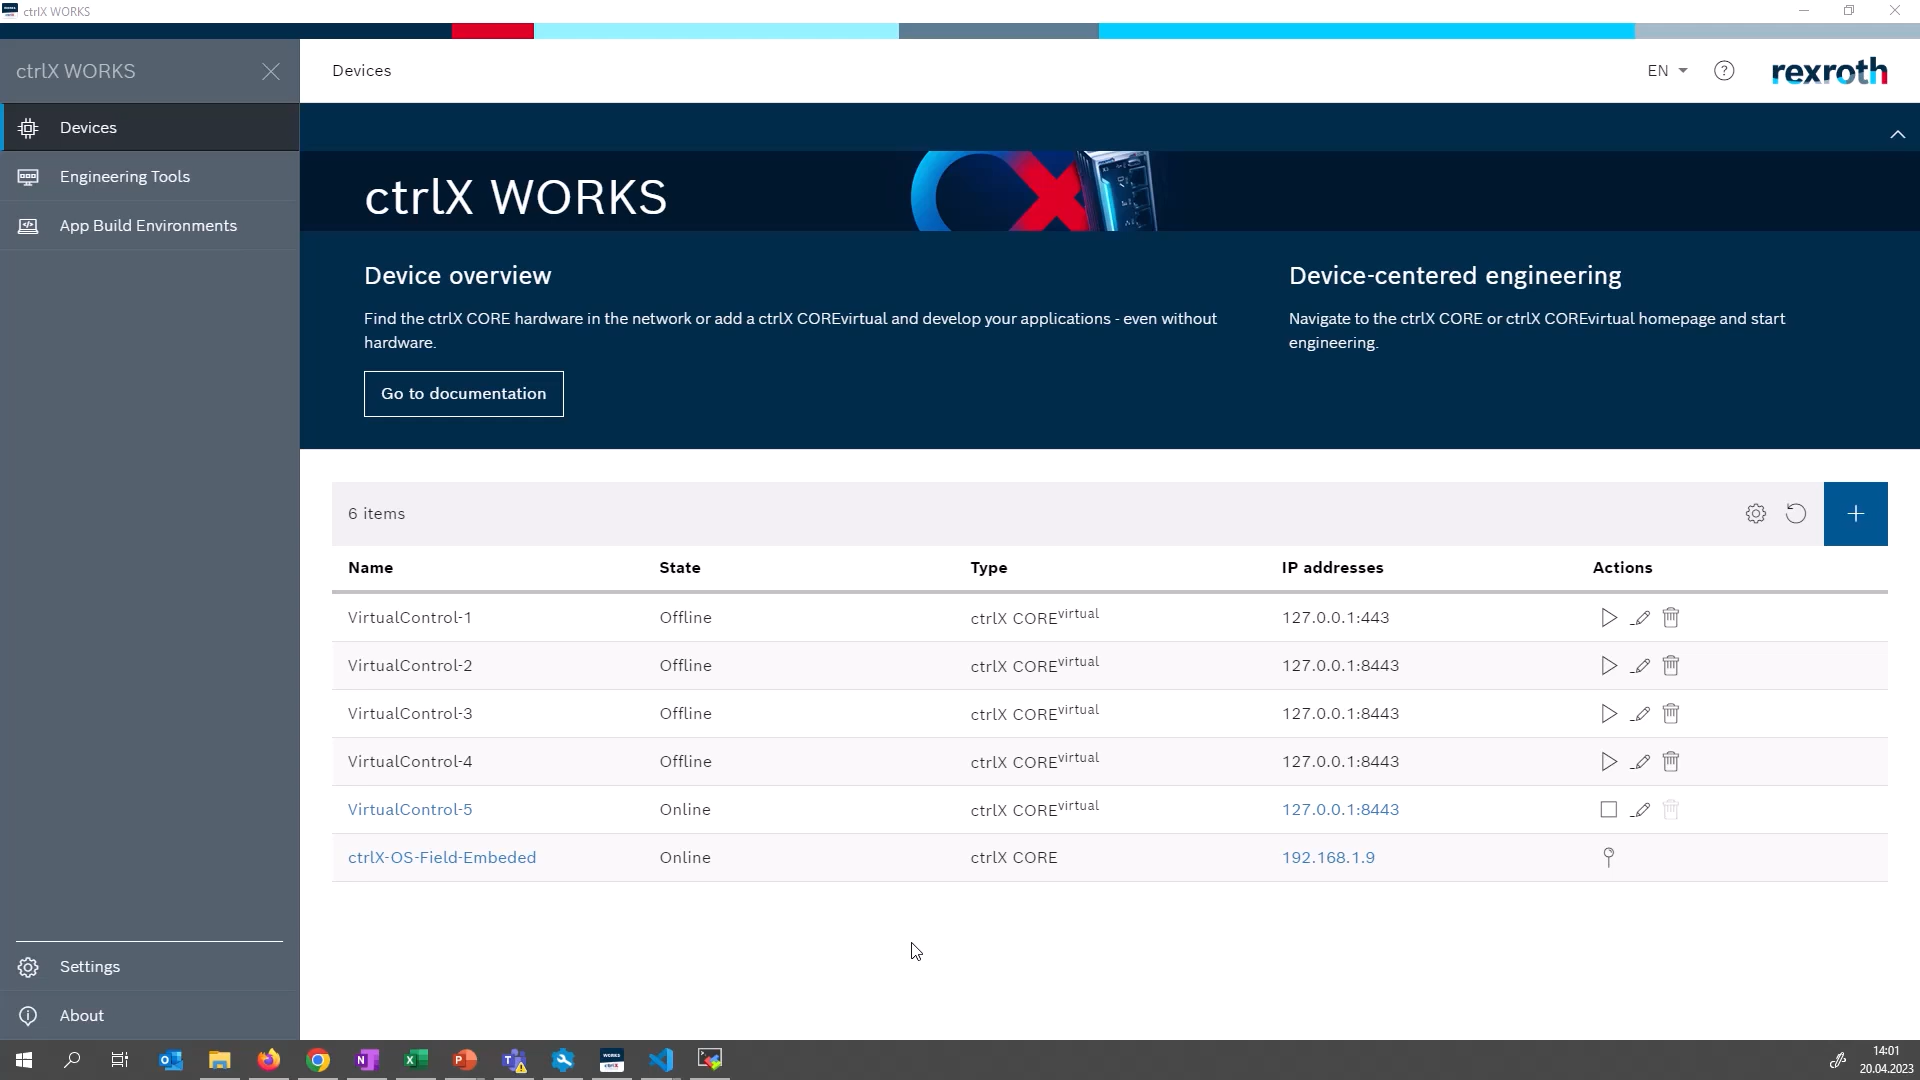 ctrlX WORKS
ctrlX WORKS
Devices
EN
rexroth
Devices
Engineering Tools
App Build Environments
ctrlX WORKS
Device overview
Find the ctrlX CORE hardware in the network or add a ctrlX COREvirtual and develop your applications - even without
hardware.
Go to documentation
Device-centered engineering
Navigate to the ctrlX CORE or ctrlX COREvirtual homepage and start
engineering.
6 items
Name State Type IP addresses Actions
VirtualControl-1 Offline ctrlX COREvirtual 127.0.0.1:443
VirtualControl-2 Offline ctrlX COREvirtual 127.0.0.1:8443
VirtualControl-3 Offline ctrlX COREvirtual 127.0.0.1:8443
VirtualControl-4 Offline ctrlX COREvirtual 127.0.0.1:8443
VirtualControl-5 Online ctrlX COREvirtual 127.0.0.1:8443
ctrlX-OS-Field-Embeded Online ctrlX CORE 192.168.1.9
Settings
About
14:01
20.04.2023